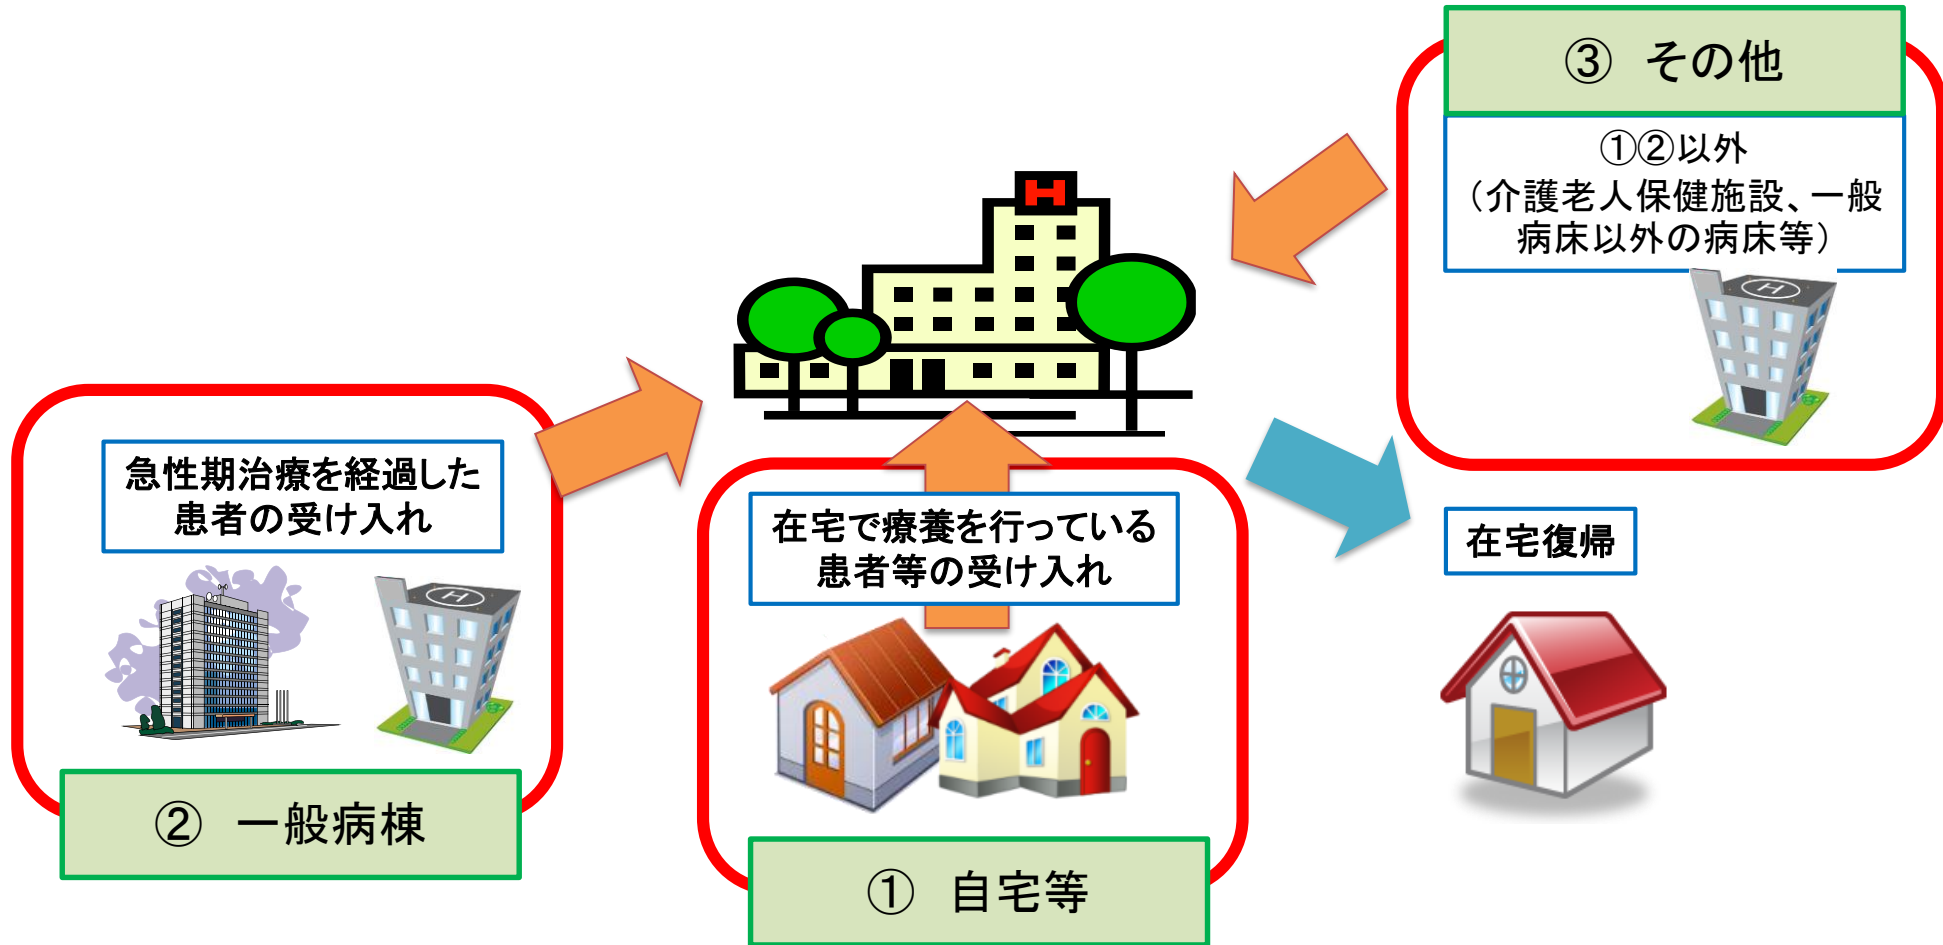 ③ その他
①②以外
（介護老人保健施設、一般
病床以外の病床等）
H
H
急性期治療を経過した
患者の受け入れ
H
② 一般病棟
在宅で療養を行っている
患者等の受け入れ
① 自宅等
在宅復帰